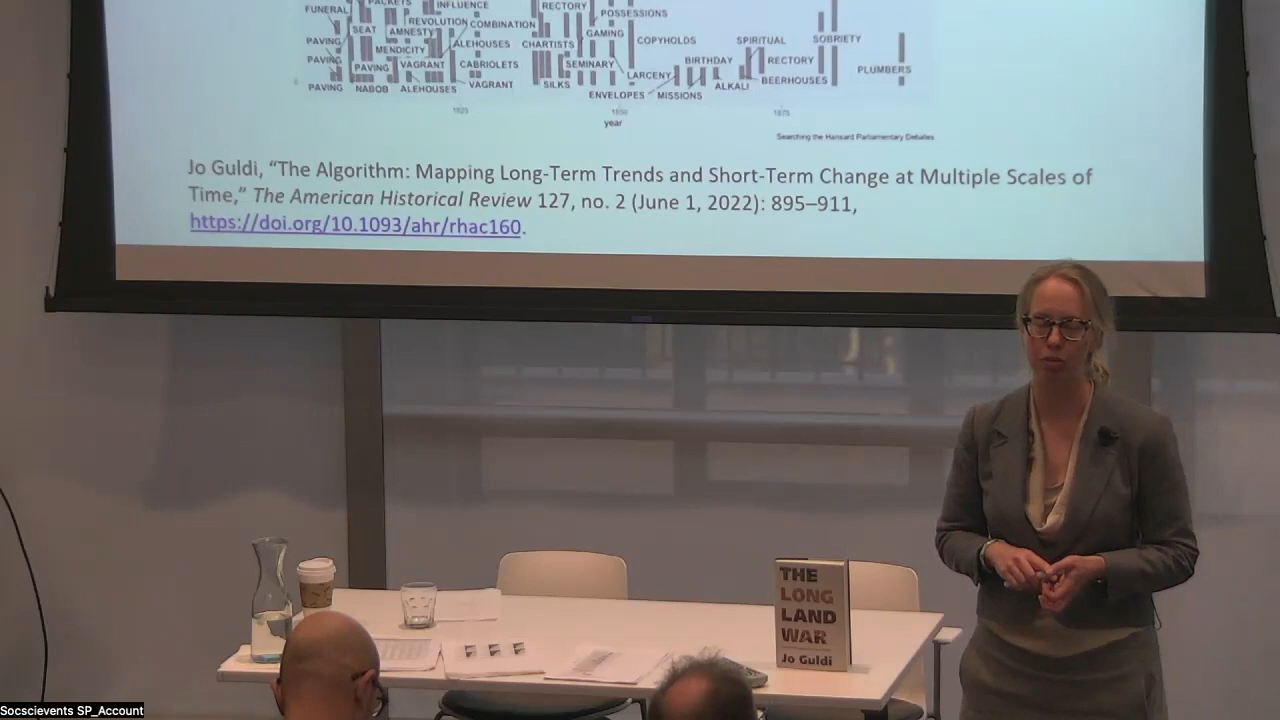 FUNERAL PACKETS INFLUENCE RECTORY POSSESSIONS
SEAT REVOLUTION COMBINATION
AMNESTY GAMING
PAVING MENDICITY ALEHOUSES CHARTISTS COPYHOLDS SPIRITUAL SOBRIETY
PAVING PAVING VAGRANT CABRIOLETS SEMINARY BIRTHDAY RECTORY PLUMBERS
LARCENY BEERHOUSES
PAVING NABOB ALEHOUSES VAGRANT SILKS ALKALI
ENVELOPES MISSIONS
1825 1850 1875
year
Searching the Hansard Parliamentary Debates
Jo Guldi, “The Algorithm: Mapping Long-Term Trends and Short-Term Change at Multiple Scales of
Time,” The American Historical Review 127, no. 2 (June 1, 2022): 895–911,
https://doi.org/10.1093/ahr/rhac160.
THE
LONG
LAND
WAR
Jo Guldi
Socscievents SP_Account